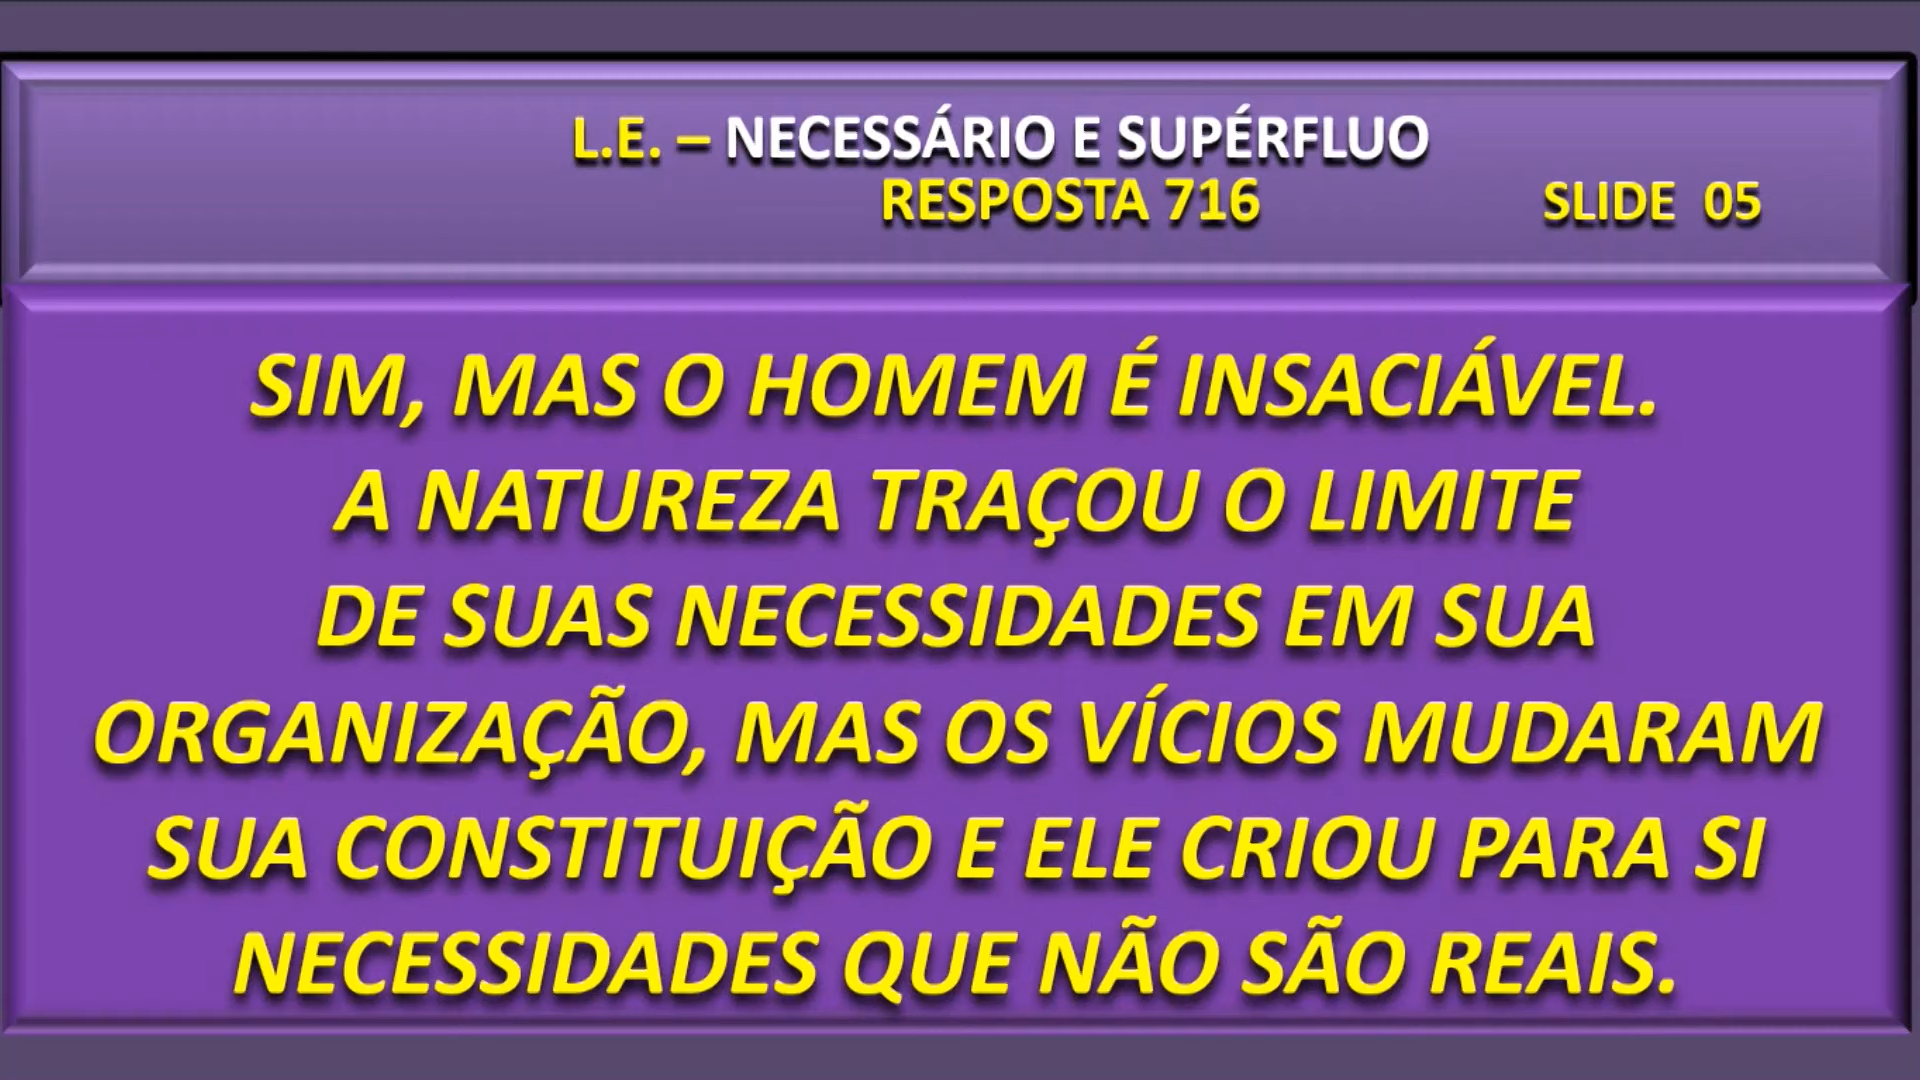 L.E. – NECESSÁRIO E SUPÉRFLUO
RESPOSTA 716 SLIDE 05
SIM, MAS O HOMEM É INSACIÁVEL.
A NATUREZA TRAÇOU O LIMITE
DE SUAS NECESSIDADES EM SUA
ORGANIZAÇÃO, MAS OS VÍCIOS MUDARAM
SUA CONSTITUIÇÃO E ELE CRIOU PARA SI
NECESSIDADES QUE NÃO SÃO REAIS.